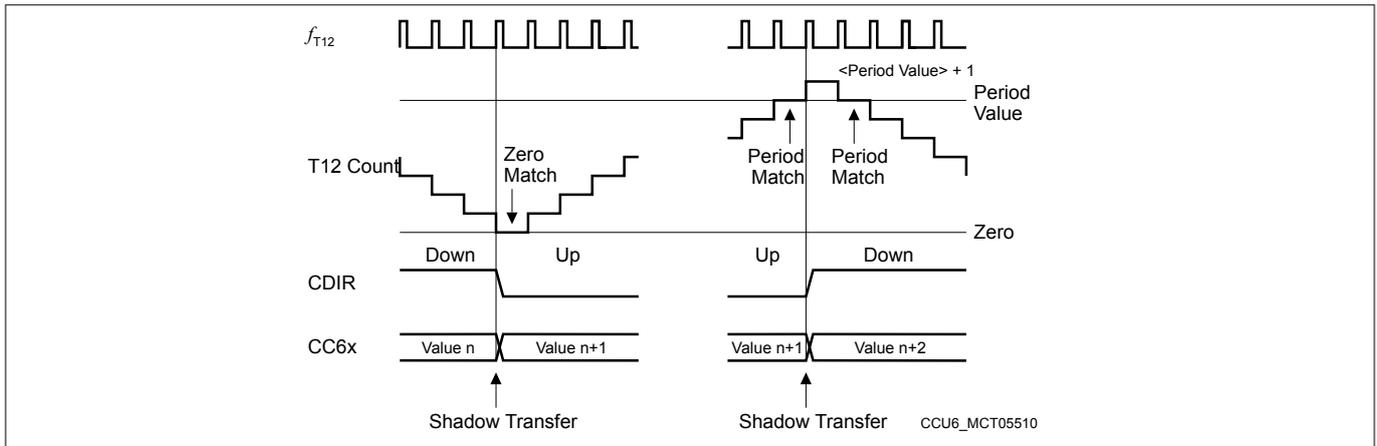 fT12
<Period Value> + 1
Period
Value
T12 Count
Zero
Match
Period
Match
Period
Match
Zero
Down
Up
Up
Down
CDIR
CC6x
Value n
Value n+1
Value n+1
Value n+2
Shadow Transfer
Shadow Transfer
CCU6_MCT05510